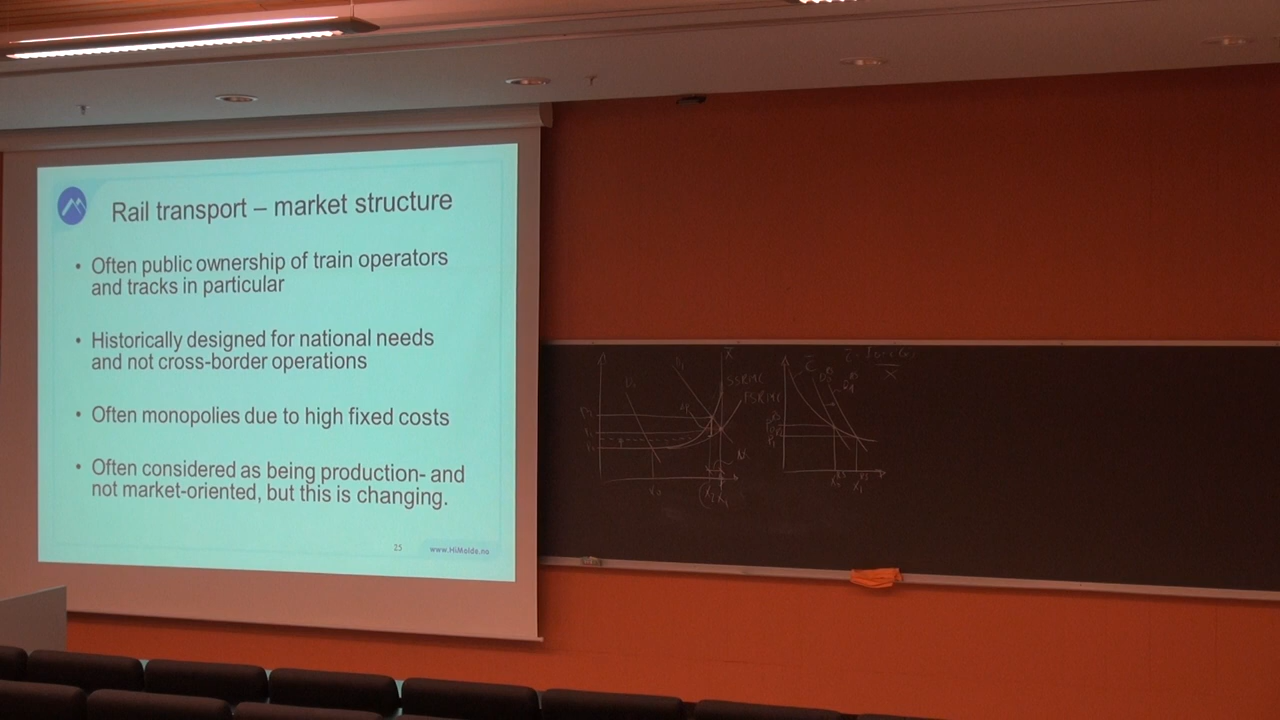 Rail transport – market structure
• Often public ownership of train operators
and tracks in particular
• Historically designed for national needs
and not cross-border operations
• Often monopolies due to high fixed costs
• Often considered as being production- and
not market-oriented, but this is changing.
25
www.HiMolde.no